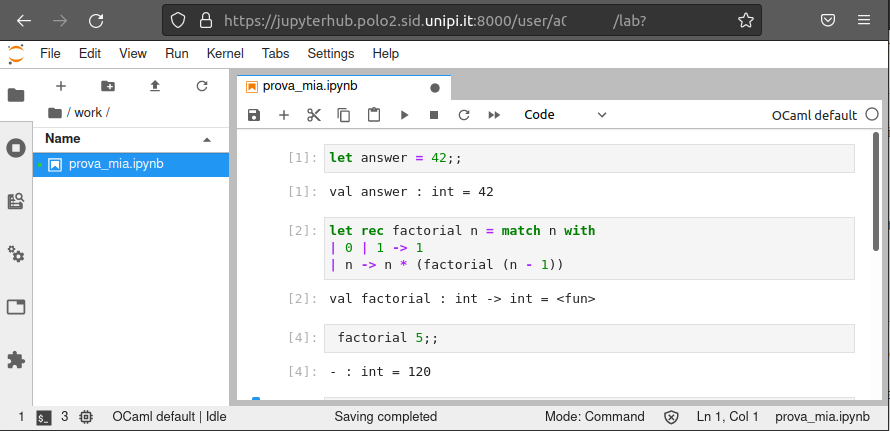 https://jupyterhub.polo2.sid.unipi.it:8000/user/a0 /lab?
File Edit View Run Kernel Tabs Settings Help
prova_mia.ipynb
/ work /
Code
OCaml default
Name
prova_mia.ipynb
[1]: let answer = 42;;
[1]: val answer : int = 42
[2]: let rec factorial n = match n with
| 0 | 1 -> 1
| n -> n * (factorial (n - 1))
[2]: val factorial : int -> int = <fun>
[4]: factorial 5;;
[4]: - : int = 120
1 $_ 3 OCaml default | Idle Saving completed Mode: Command Ln 1, Col 1 prova_mia.ipynb